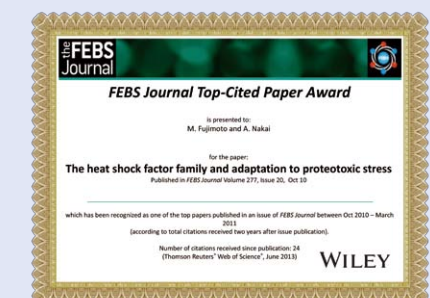 the FEBS
Journal
FEBS Journal Top-Cited Paper Award
is presented to:
M. Fujimoto and A. Nakai
for the paper:
The heat shock factor family and adaptation to proteotoxic stress
Published in FEBS Journal Volume 277, Issue 20, Oct 10
which has been recognized as one of the top papers published in an issue of FEBS Journal between Oct 2010 – March
2011
(according to total citations received two years after issue publication).
Number of citations received since publication: 24
(Thomson Reuters® Web of Science®, June 2013)
WILEY